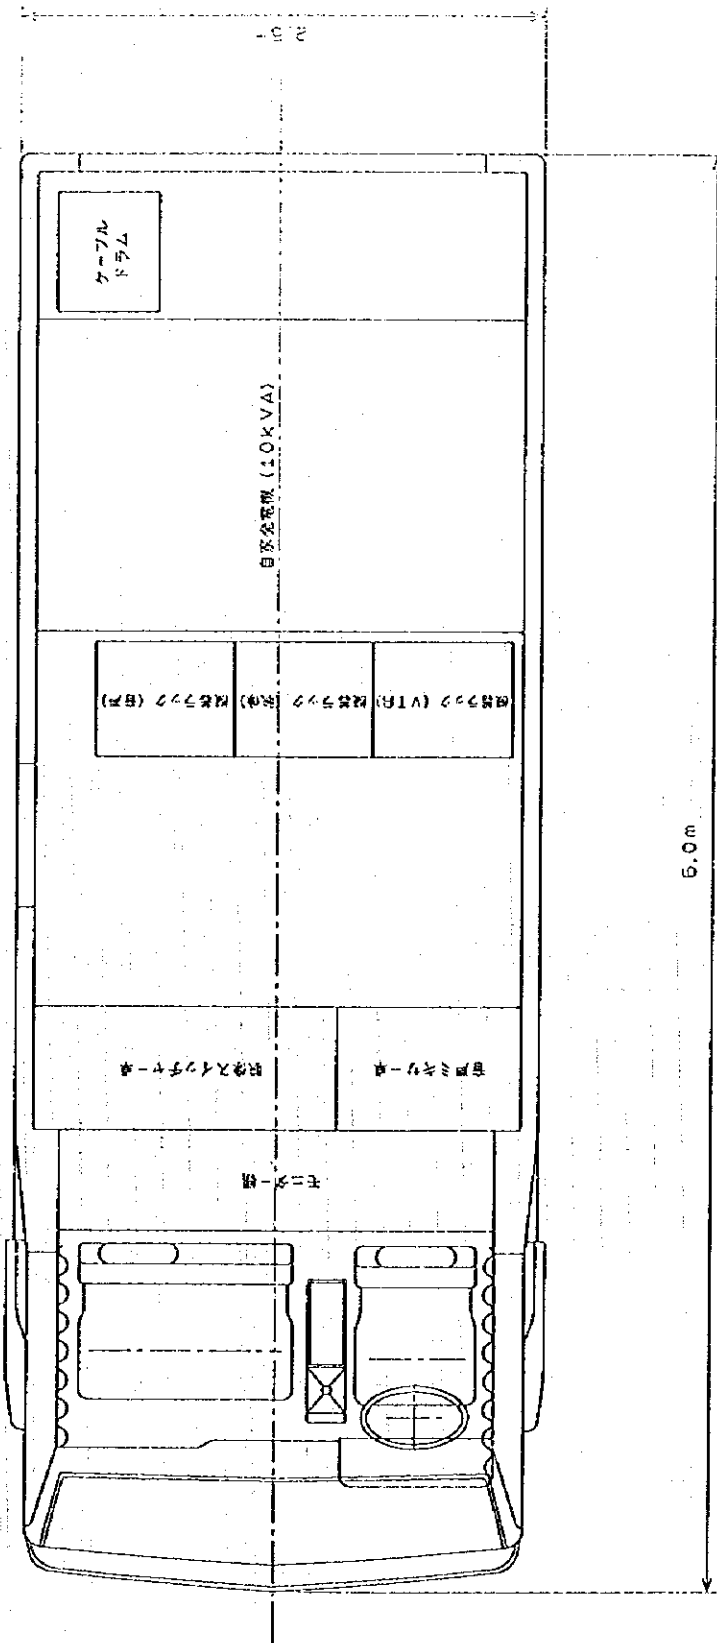 ケーブル
ドラム
自家発電機 (10kVA)
機器ラック (音声)
機器ラック (映像)
機器ラック (VTR)
映像スイッチャー卓
音声ミキサー卓
モニター棚
6.0m